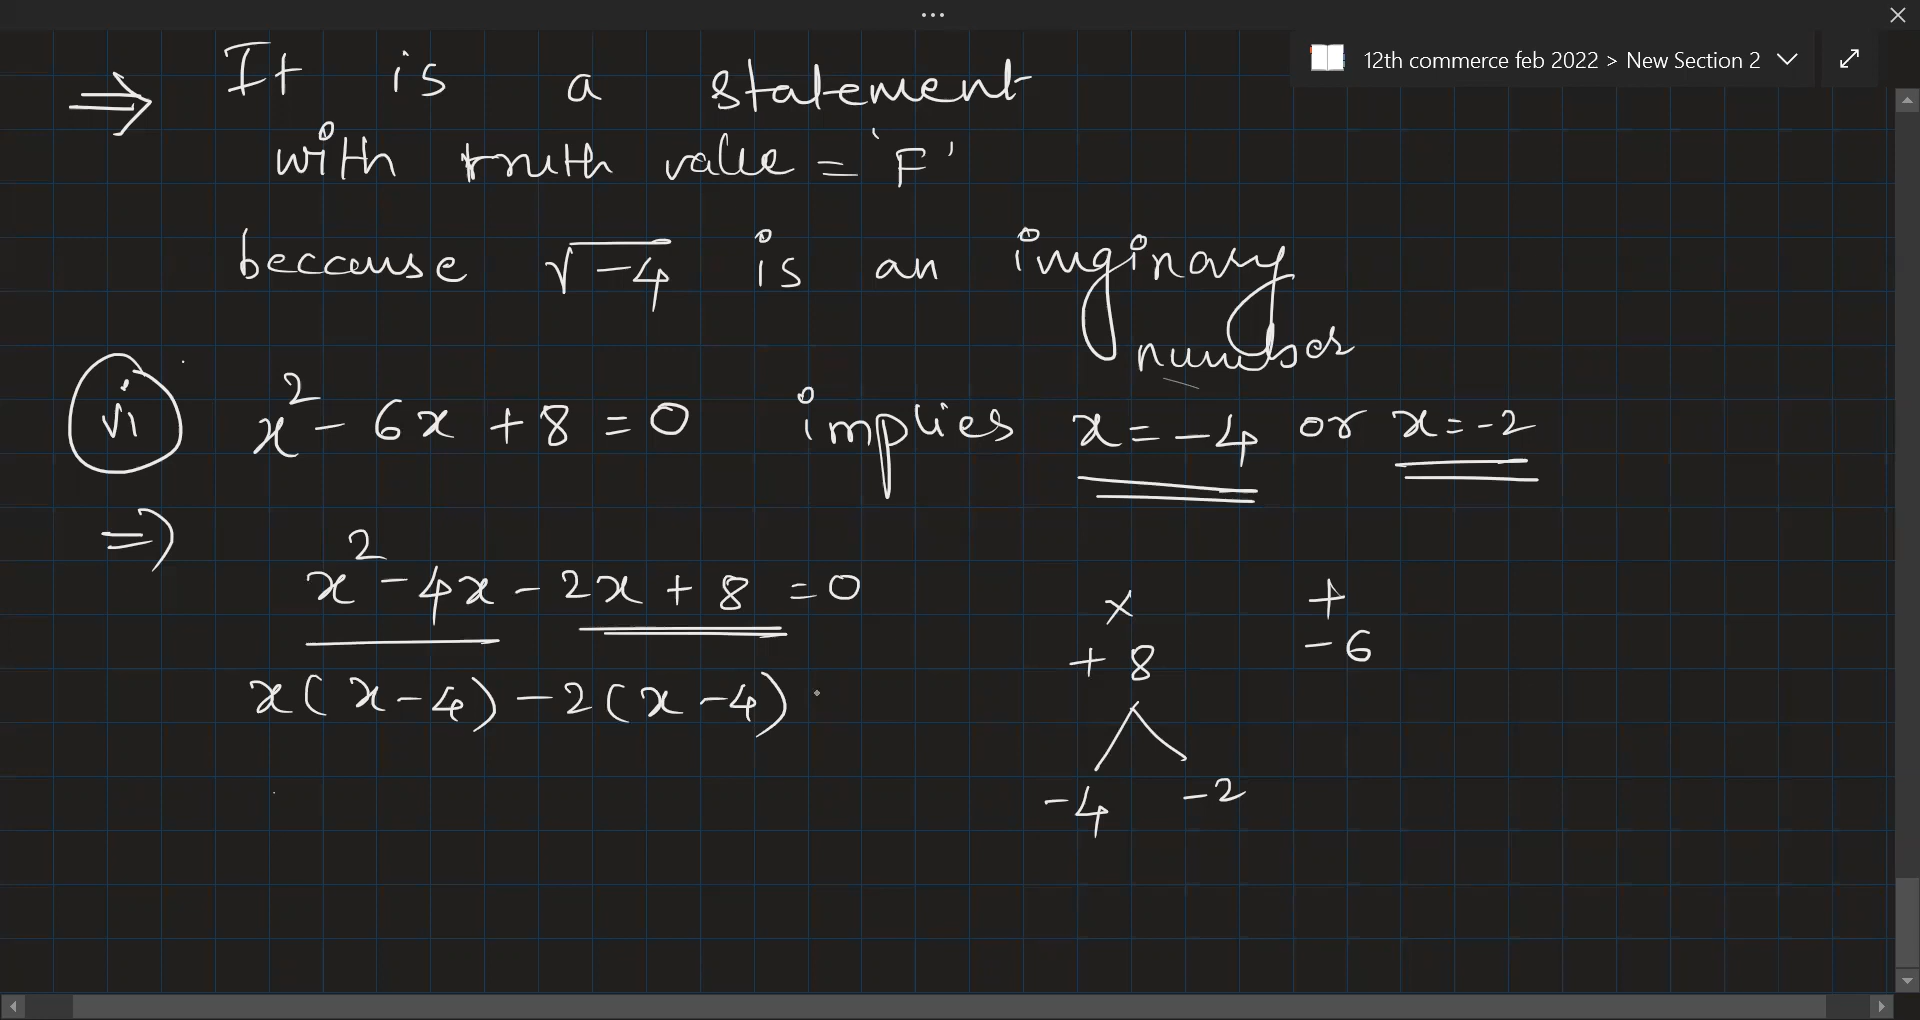 12th commerce feb 2022 > New Section 2
⇒ It is a statement
with truth value = 'F'
because √-4 is an imginary
number
vi x² - 6x + 8 = 0 implies x = -4 or x = -2
⇒
x² - 4x - 2x + 8 = 0
x(x-4) -2(x-4)
× +
+ 8 - 6
-4 -2